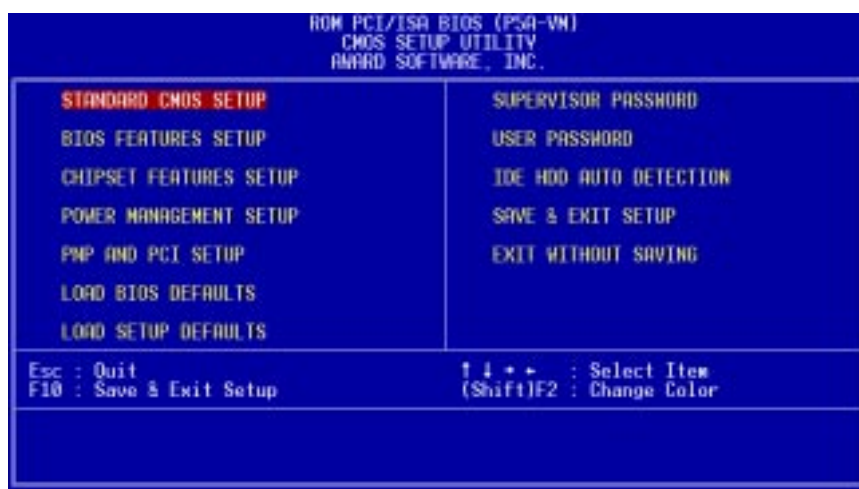 ROM PCI/ISA BIOS (P5A-VM)
CMOS SETUP UTILITY
AWARD SOFTWARE, INC.
STANDARD CMOS SETUP
BIOS FEATURES SETUP
CHIPSET FEATURES SETUP
POWER MANAGEMENT SETUP
PNP AND PCI SETUP
LOAD BIOS DEFAULTS
LOAD SETUP DEFAULTS
SUPERVISOR PASSWORD
USER PASSWORD
IDE HDD AUTO DETECTION
SAVE & EXIT SETUP
EXIT WITHOUT SAVING
Esc : Quit
F10 : Save & Exit Setup
↑ ↓ → ← : Select Item
(Shift)F2 : Change Color